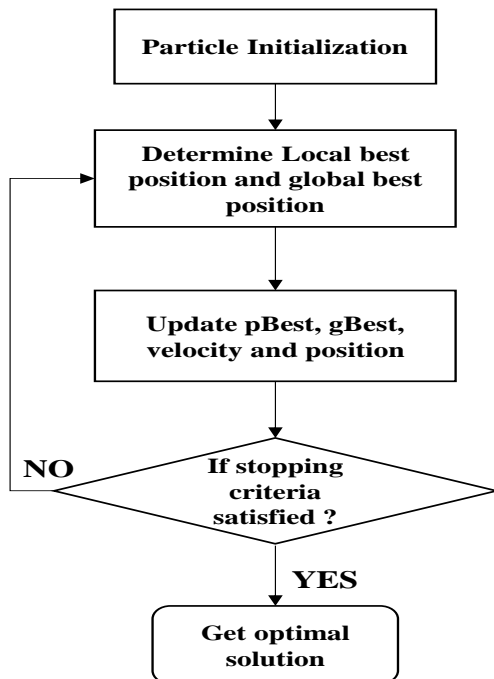 Particle Initialization
Determine Local best
position and global best
position
Update pBest, gBest,
velocity and position
NO
If stopping
criteria
satisfied ?
YES
Get optimal
solution